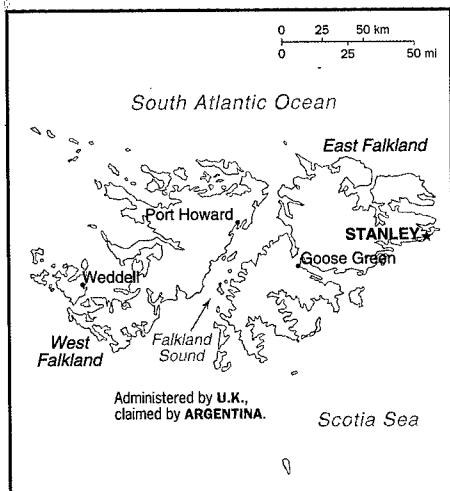 0 25 50 km
0 25 50 mi
South Atlantic Ocean
East Falkland
Port Howard
STANLEY
Goose Green
Weddell
West
Falkland
Falkland
Sound
Administered by U.K.,
claimed by ARGENTINA.
Scotia Sea